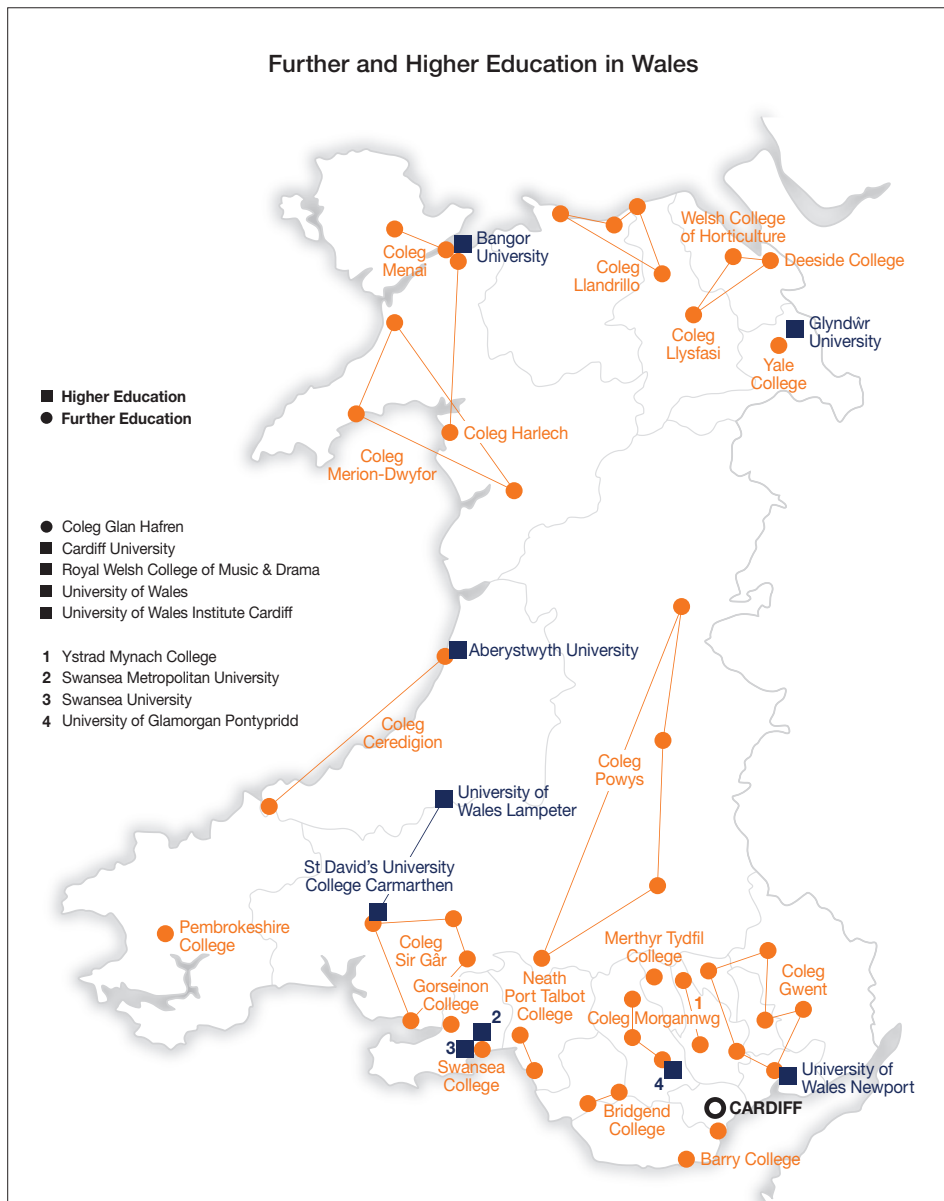 Further and Higher Education in Wales
Welsh College
of Horticulture
Bangor
University
Coleg
Menai
Deeside College
Coleg
Llandrillo
Glyndŵr
University
Coleg
Llysfasi
Yale
College
Higher Education
Further Education
Coleg Harlech
Coleg
Merion-Dwyfor
Coleg Glan Hafren
Cardiff University
Royal Welsh College of Music & Drama
University of Wales
University of Wales Institute Cardiff
1 Ystrad Mynach College
2 Swansea Metropolitan University
3 Swansea University
4 University of Glamorgan Pontypridd
Aberystwyth University
Coleg
Ceredigion
Coleg
Powys
University of
Wales Lampeter
St David's University
College Carmarthen
Pembrokeshire
College
Coleg
Sir Gâr
Gorseinon
College
Neath
Port Talbot
College
Merthyr Tydfil
College
Coleg
Gwent
1
Coleg Morgannwg
2
3
Swansea
College
4
University of
Wales Newport
Bridgend
College
CARDIFF
Barry College